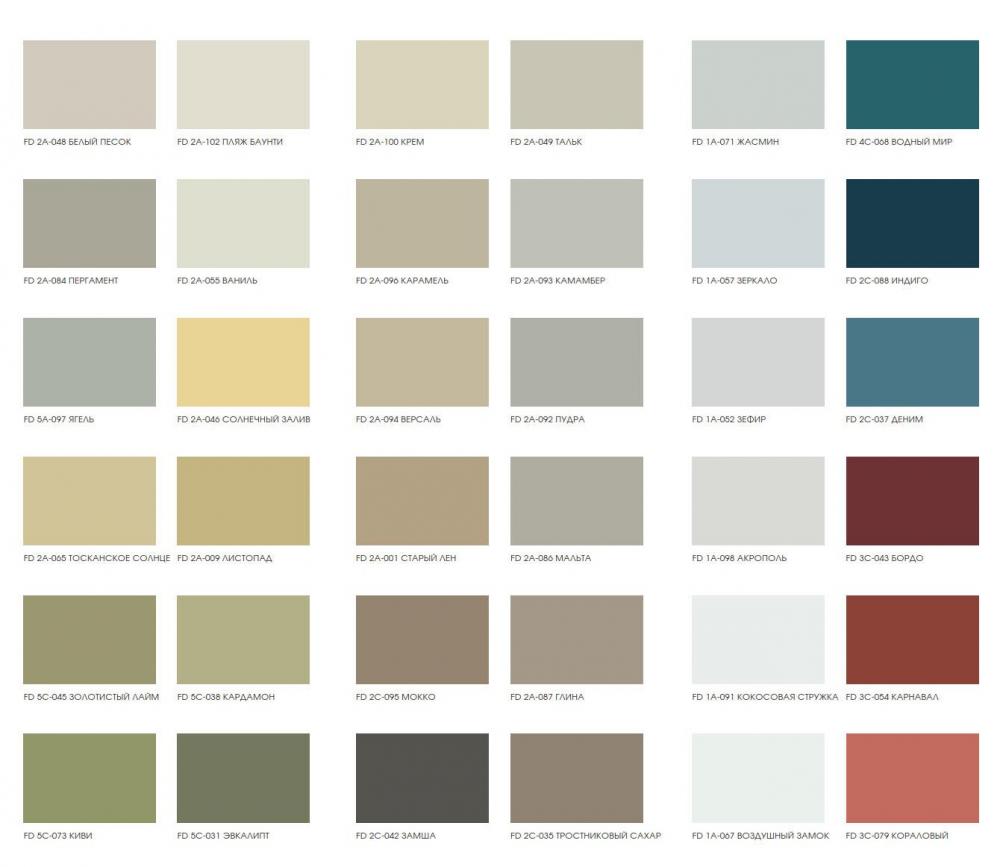 FD 2A-048 БЕЛЫЙ ПЕСОК
FD 2A-102 ПЛЯЖ БАУНТИ
FD 2A-100 КРЕМ
FD 2A-049 ТАЛЬК
FD 1A-071 ЖАСМИН
FD 4C-068 ВОДНЫЙ МИР
FD 2A-084 ПЕРГАМЕНТ
FD 2A-055 ВАНИЛЬ
FD 2A-096 КАРАМЕЛЬ
FD 2A-093 КАМАМБЕР
FD 1A-057 ЗЕРКАЛО
FD 2C-088 ИНДИГО
FD 5A-097 ЯГЕЛЬ
FD 2A-046 СОЛНЕЧНЫЙ ЗАЛИВ
FD 2A-094 ВЕРСАЛЬ
FD 2A-092 ПУДРА
FD 1A-052 ЗЕФИР
FD 2C-037 ДЕНИМ
FD 2A-065 ТОСКАНСКОЕ СОЛНЦЕ
FD 2A-009 ЛИСТОПАД
FD 2A-001 СТАРЫЙ ЛЕН
FD 2A-086 МАЛЬТА
FD 1A-098 АКРОПОЛЬ
FD 3C-043 БОРДО
FD 5C-045 ЗОЛОТИСТЫЙ ЛАЙМ
FD 5C-038 КАРДАМОН
FD 2C-095 МОККО
FD 2A-087 ГЛИНА
FD 1A-091 КОКОСОВАЯ СТРУЖКА
FD 3C-054 КАРНАВАЛ
FD 5C-073 КИВИ
FD 5C-031 ЭВКАЛИПТ
FD 2C-042 ЗАМША
FD 2C-035 ТРОСТНИКОВЫЙ САХАР
FD 1A-067 ВОЗДУШНЫЙ ЗАМОК
FD 3C-079 КОРАЛОВЫЙ